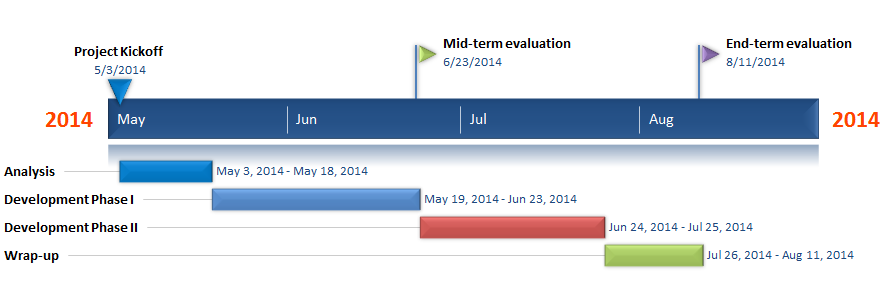 Project Kickoff
5/3/2014
Mid-term evaluation
6/23/2014
End-term evaluation
8/11/2014
2014 May Jun Jul Aug 2014
Analysis May 3, 2014 - May 18, 2014
Development Phase I May 19, 2014 - Jun 23, 2014
Development Phase II Jun 24, 2014 - Jul 25, 2014
Wrap-up Jul 26, 2014 - Aug 11, 2014